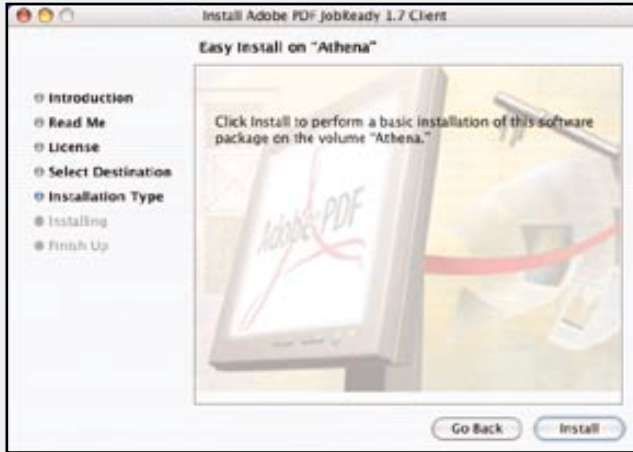 Install Adobe PDF JobReady 1.7 Client
Easy Install on "Athena"
Introduction
Read Me
License
Select Destination
Installation Type
Installing
Finish Up
Click Install to perform a basic installation of this software
package on the volume "Athena."
Adobe PDF
Go Back
Install